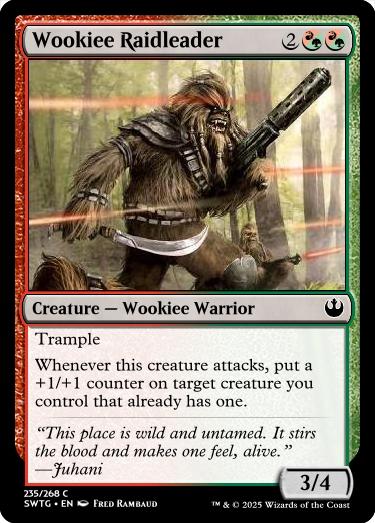 Wookiee Raidleader 2
Creature — Wookiee Warrior
Trample
Whenever this creature attacks, put a
+1/+1 counter on target creature you
control that already has one.
“This place is wild and untamed. It stirs
the blood and makes one feel, alive.”
—Juhani
3/4
235/268 C
SWTG • EN Fred Rambaud
™ & © 2025 Wizards of the Coast